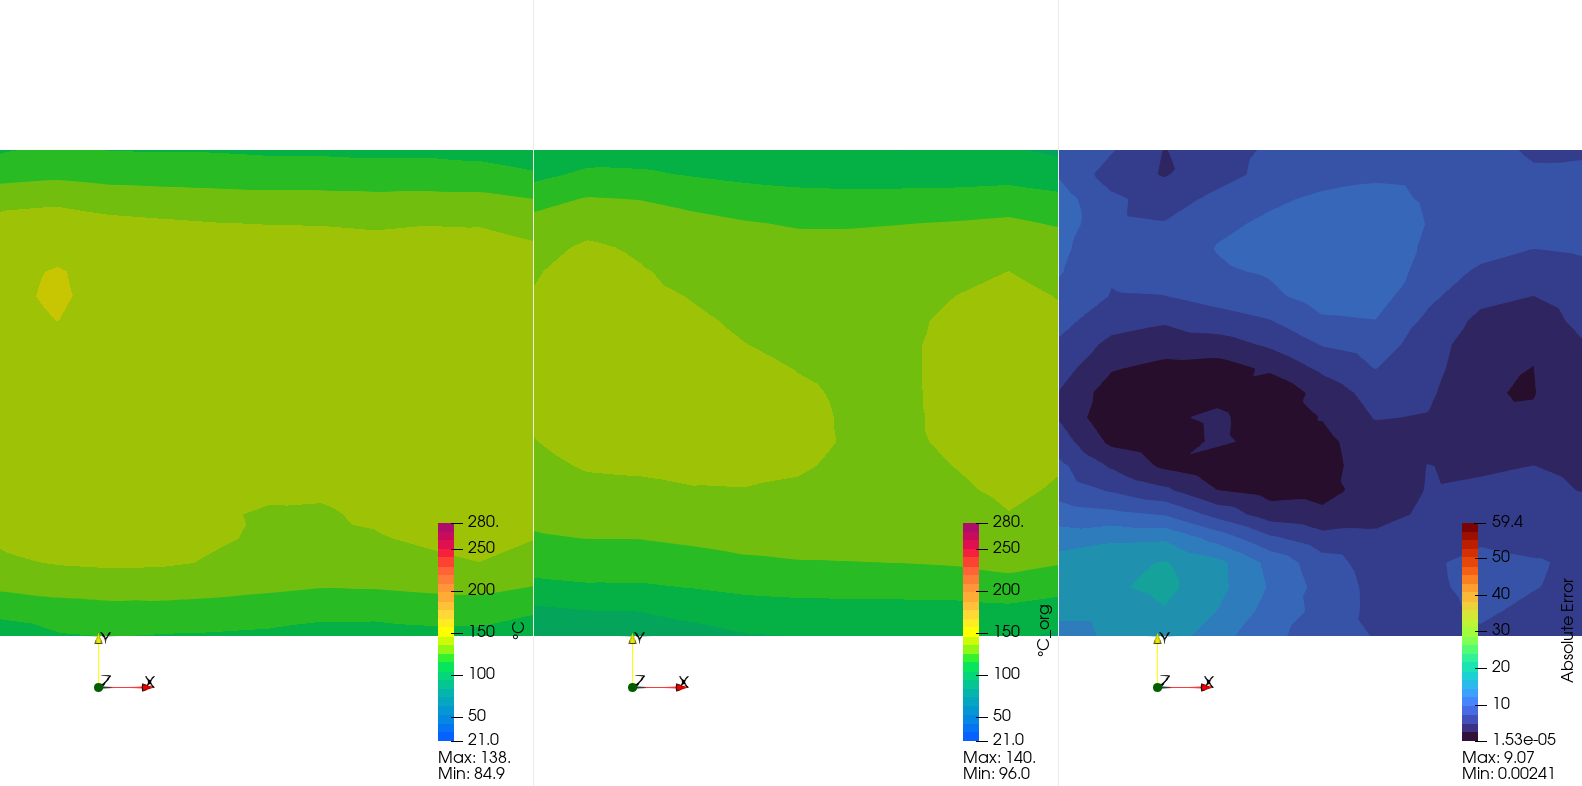 280.
250
200
150
100
50
21.0
°C
Max: 138.
Min: 84.9
Y
Z
X
280.
250
200
150
100
50
21.0
°C_org
Max: 140.
Min: 96.0
Y
Z
X
59.4
50
40
30
20
10
1.53e-05
Absolute Error
Max: 9.07
Min: 0.00241
Y
Z
X